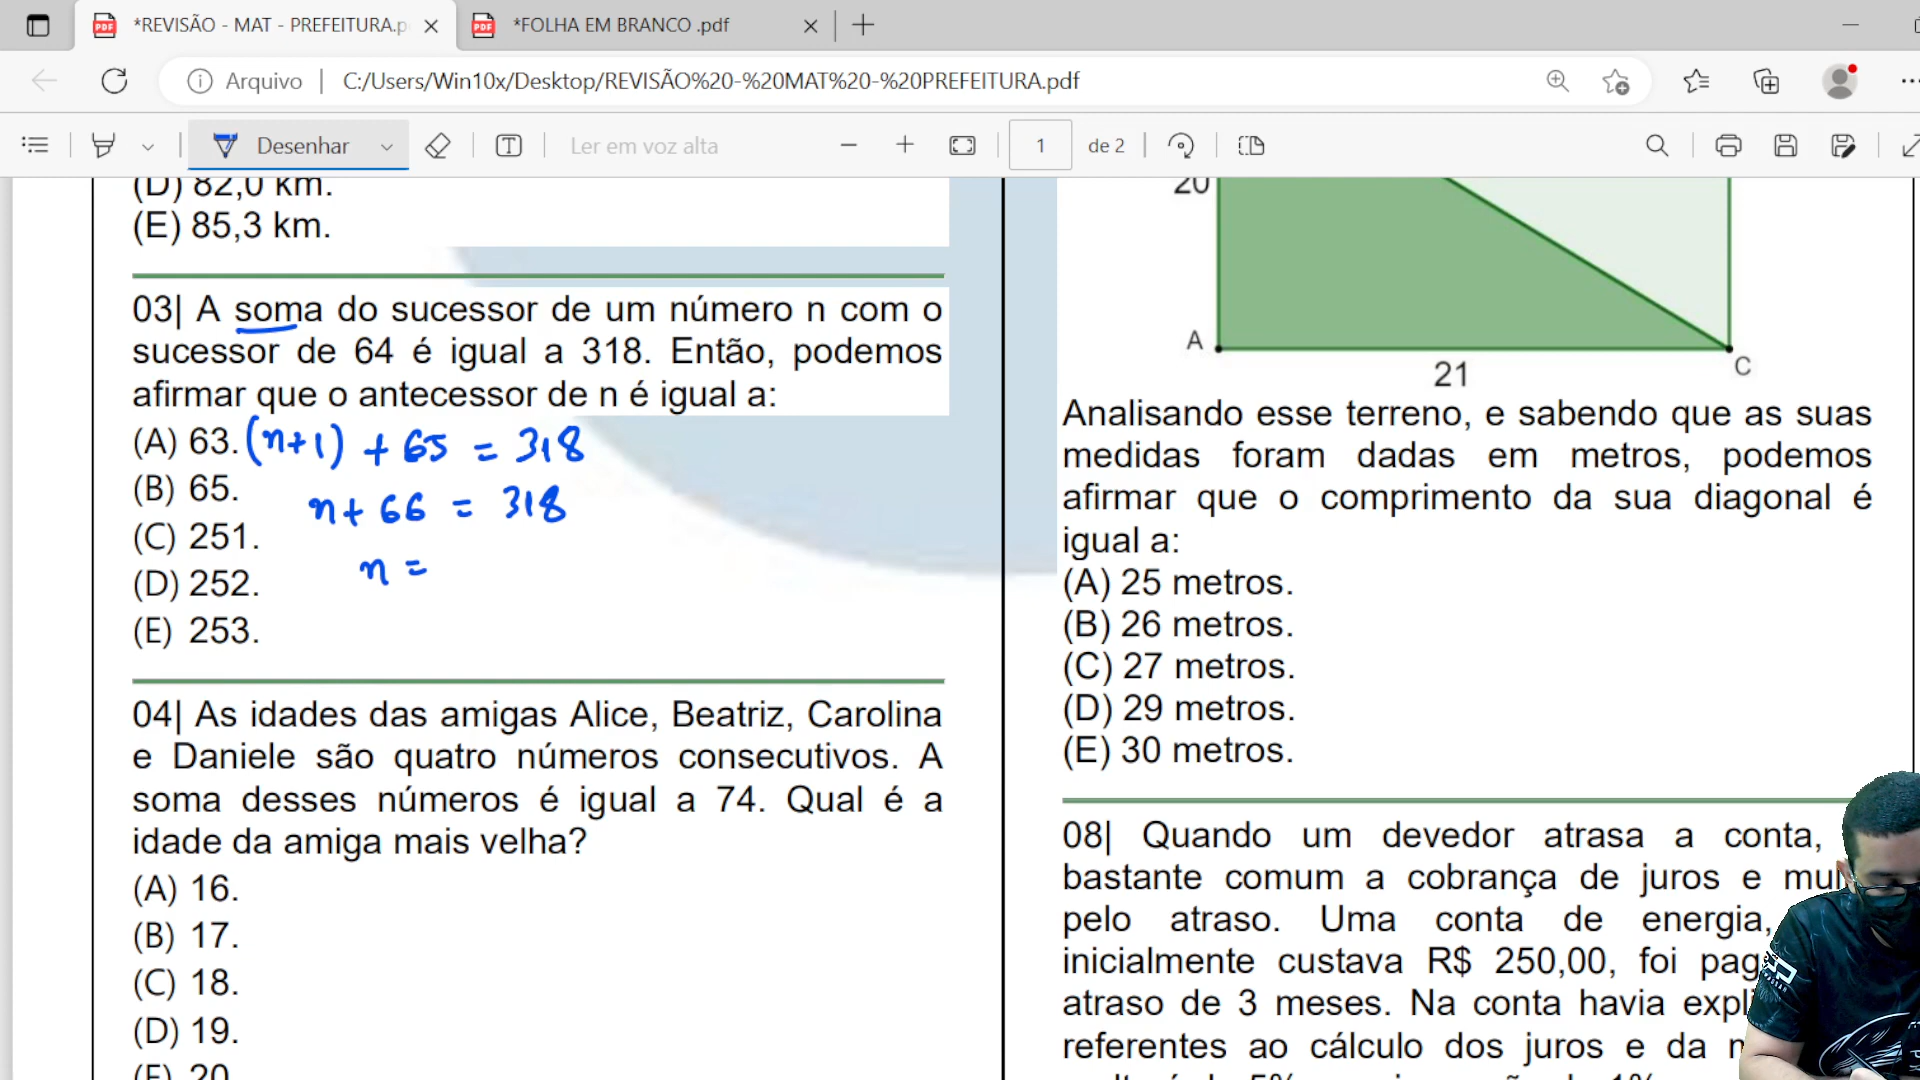 *REVISÃO - MAT - PREFEITURA.p
*FOLHA EM BRANCO .pdf
Arquivo
C:/Users/Win10x/Desktop/REVISÃO%20-%20MAT%20-%20PREFEITURA.pdf
Desenhar
Ler em voz alta
1
de 2
(D) 82,0 km.
(E) 85,3 km.
03| A soma do sucessor de um número n com o
sucessor de 64 é igual a 318. Então, podemos
afirmar que o antecessor de n é igual a:
(A) 63. (n+1) + 65 = 318
(B) 65.
n+ 66 = 318
(C) 251.
n =
(D) 252.
(E) 253.
04| As idades das amigas Alice, Beatriz, Carolina
e Daniele são quatro números consecutivos. A
soma desses números é igual a 74. Qual é a
idade da amiga mais velha?
(A) 16.
(B) 17.
(C) 18.
(D) 19.
(E) 20
20
A
21
C
Analisando esse terreno, e sabendo que as suas
medidas foram dadas em metros, podemos
afirmar que o comprimento da sua diagonal é
igual a:
(A) 25 metros.
(B) 26 metros.
(C) 27 metros.
(D) 29 metros.
(E) 30 metros.
08| Quando um devedor atrasa a conta,
bastante comum a cobrança de juros e mul
pelo atraso. Uma conta de energia,
inicialmente custava R$ 250,00, foi pag
atraso de 3 meses. Na conta havia expl
referentes ao cálculo dos juros e da